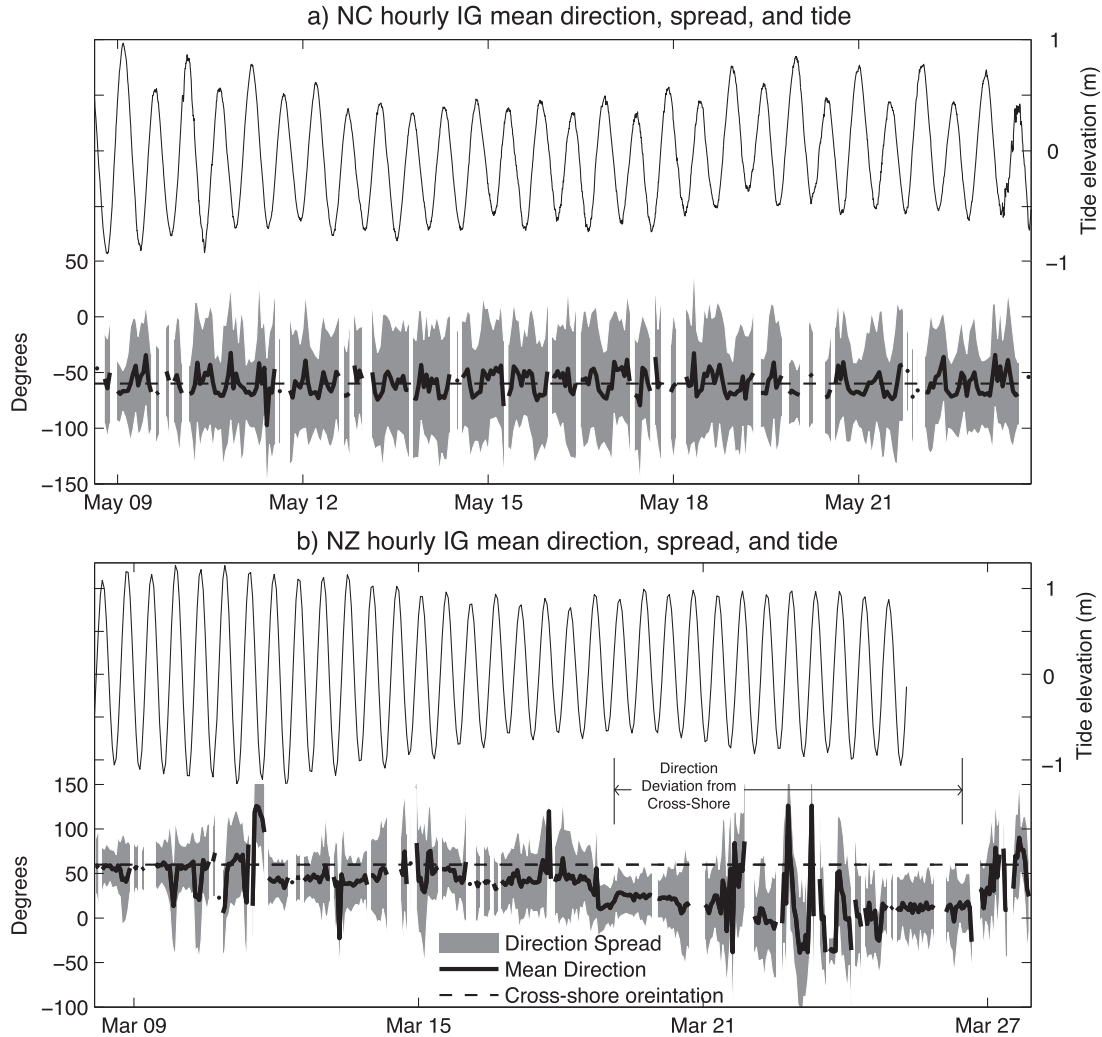 a) NC hourly IG mean direction, spread, and tide
1
0
−1
Tide elevation (m)
50
0
−50
−100
−150
Degrees
May 09
May 12
May 15
May 18
May 21
b) NZ hourly IG mean direction, spread, and tide
1
0
−1
Tide elevation (m)
Direction
Deviation from
Cross-Shore
150
100
50
0
−50
−100
Degrees
Direction Spread
Mean Direction
Cross-shore oreintation
Mar 09
Mar 15
Mar 21
Mar 27